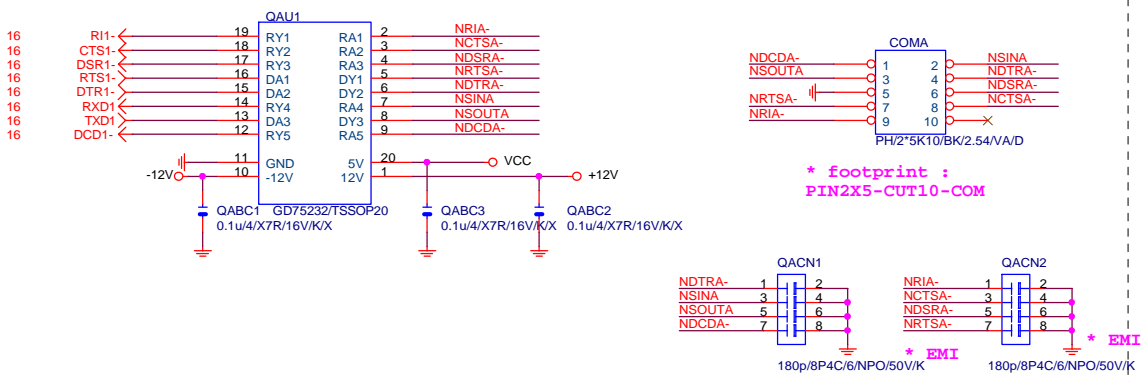 QAU1
16 RI1- 19 RY1 RA1 2 NRIA-
16 CTS1- 18 RY2 RA2 3 NCTSA-
16 DSR1- 17 RY3 RA3 4 NDSRA-
16 RTS1- 16 DA1 DY1 5 NRTSA-
16 DTR1- 15 DA2 DY2 6 NDTRA-
16 RXD1 14 RY4 RA4 7 NSINA
16 TXD1 13 DA3 DY3 8 NSOUTA
16 DCD1- 12 RY5 RA5 9 NDCDA-
11 GND 5V 20 VCC
-12V 10 -12V 12V 1 +12V
GD75232/TSSOP20
QABC1
0.1u/4/X7R/16V/K/X
QABC3
0.1u/4/X7R/16V/K/X
QABC2
0.1u/4/X7R/16V/K/X
COMA
NDCDA- 1 2 NSINA
NSOUTA 3 4 NDTRA-
5 6 NDSRA-
NRTSA- 7 8 NCTSA-
NRIA- 9 10
PH/2*5K10/BK/2.54/VA/D
* footprint :
PIN2X5-CUT10-COM
QACN1
NDTRA- 1 2
NSINA 3 4
NSOUTA 5 6
NDCDA- 7 8
180p/8P4C/6/NPO/50V/K
* EMI
QACN2
NRIA- 1 2
NCTSA- 3 4
NDSRA- 5 6
NRTSA- 7 8
180p/8P4C/6/NPO/50V/K
* EMI